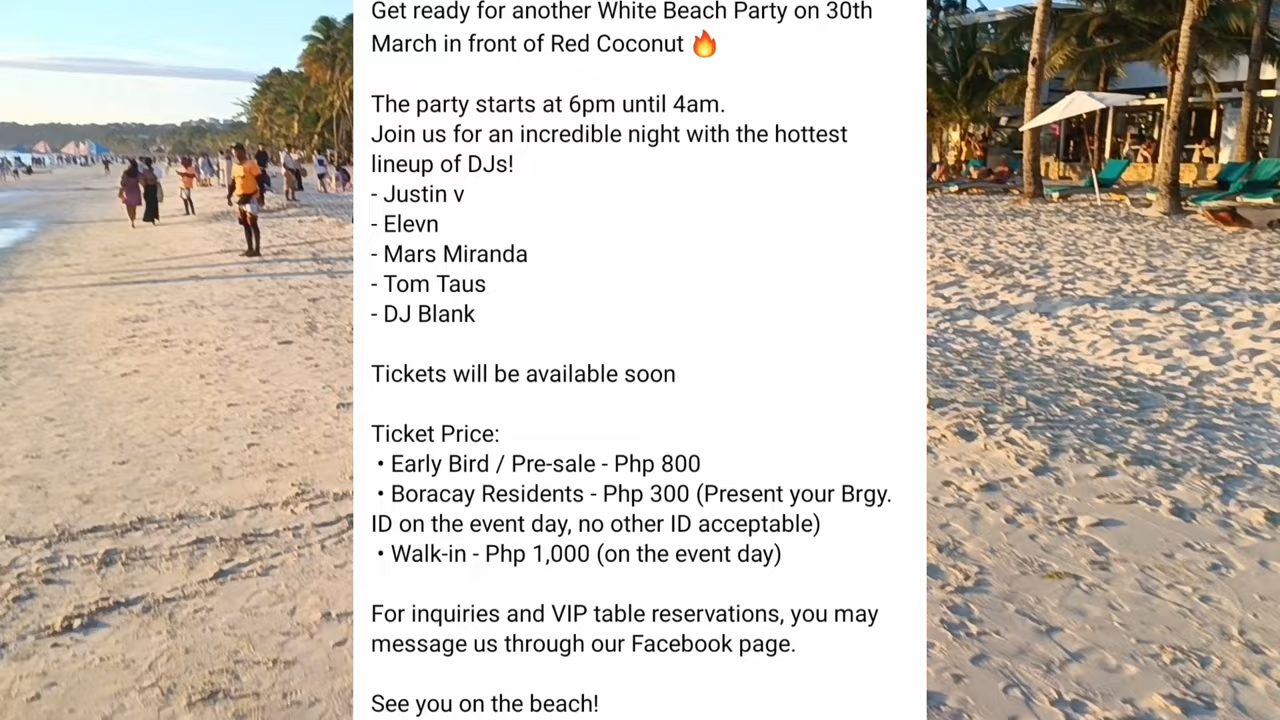 Get ready for another White Beach Party on 30th
March in front of Red Coconut 🔥
The party starts at 6pm until 4am.
Join us for an incredible night with the hottest
lineup of DJs!
- Justin v
- Elevn
- Mars Miranda
- Tom Taus
- DJ Blank
Tickets will be available soon
Ticket Price:
• Early Bird / Pre-sale - Php 800
• Boracay Residents - Php 300 (Present your Brgy.
ID on the event day, no other ID acceptable)
• Walk-in - Php 1,000 (on the event day)
For inquiries and VIP table reservations, you may
message us through our Facebook page.
See you on the beach!